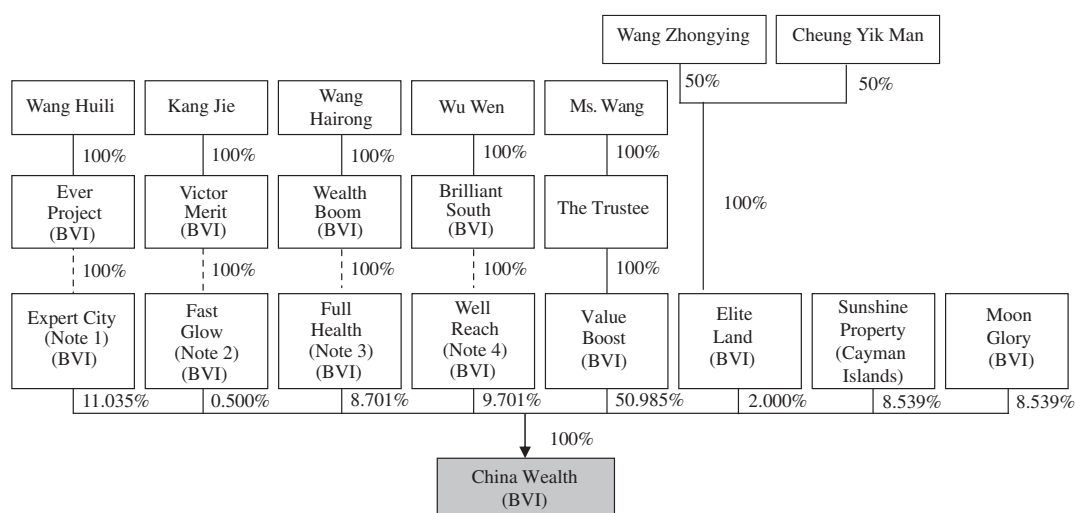 Wang Zhongying
Cheung Yik Man
50%
50%
Wang Huili
Kang Jie
Wang
Hairong
Wu Wen
Ms. Wang
100%
100%
100%
100%
100%
Ever
Project
(BVI)
Victor
Merit
(BVI)
Wealth
Boom
(BVI)
Brilliant
South
(BVI)
The Trustee
100%
100%
100%
100%
100%
100%
Expert City
(Note 1)
(BVI)
Fast
Glow
(Note 2)
(BVI)
Full
Health
(Note 3)
(BVI)
Well
Reach
(Note 4)
(BVI)
Value
Boost
(BVI)
Elite
Land
(BVI)
Sunshine
Property
(Cayman
Islands)
Moon
Glory
(BVI)
11.035%
0.500%
8.701%
9.701%
50.985%
2.000%
8.539%
8.539%
100%
China Wealth
(BVI)